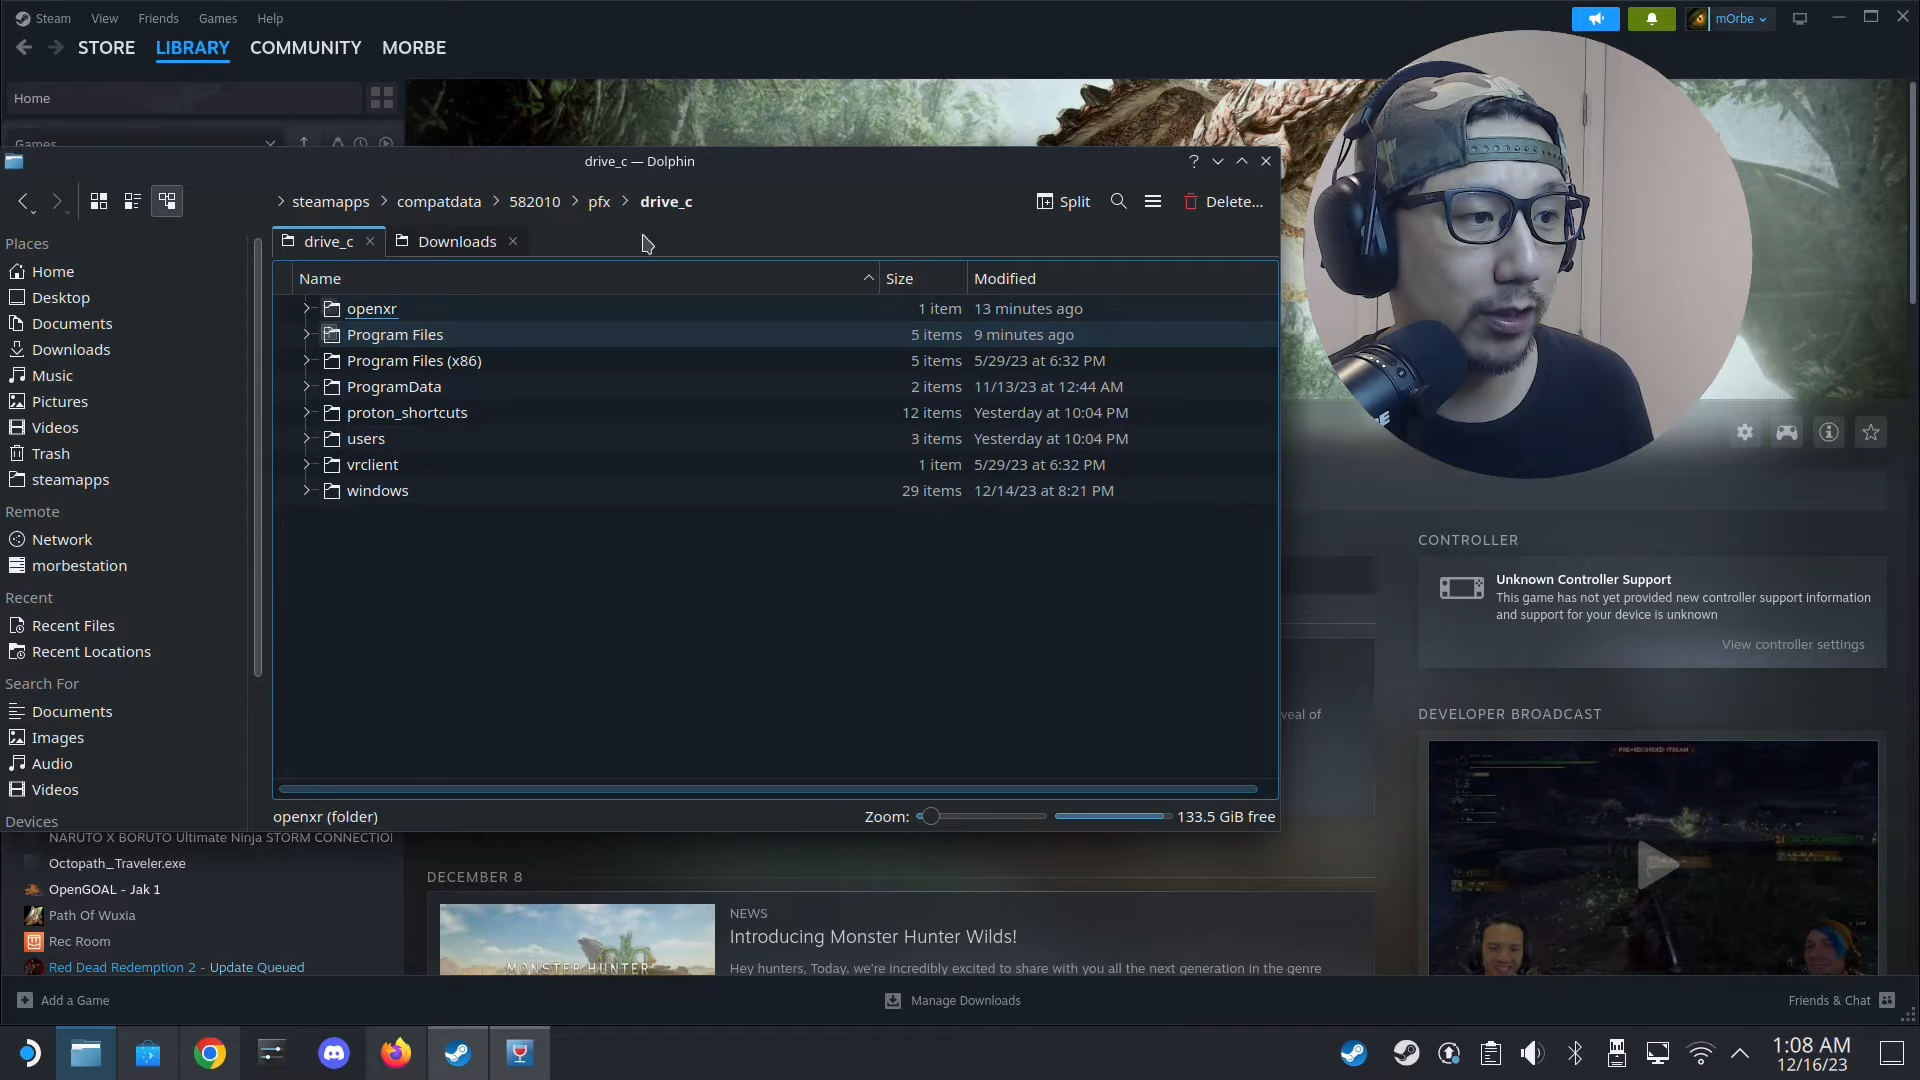 Steam View Friends Games Help
mOrbe
STORE LIBRARY COMMUNITY MORBE
Home
Games
drive_c — Dolphin
steamapps > compatdata > 582010 > pfx > drive_c
Split
Delete...
Places
Home
Desktop
Documents
Downloads
Music
Pictures
Videos
Trash
steamapps
Remote
Network
morbestation
Recent
Recent Files
Recent Locations
Search For
Documents
Images
Audio
Videos
Devices
drive_c
Downloads
Name Size Modified
openxr 1 item 13 minutes ago
Program Files 5 items 9 minutes ago
Program Files (x86) 5 items 5/29/23 at 6:32 PM
ProgramData 2 items 11/13/23 at 12:44 AM
proton_shortcuts 12 items Yesterday at 10:04 PM
users 3 items Yesterday at 10:04 PM
vrclient 1 item 5/29/23 at 6:32 PM
windows 29 items 12/14/23 at 8:21 PM
openxr (folder)
Zoom:
133.5 GiB free
CONTROLLER
Unknown Controller Support
This game has not yet provided new controller support information
and support for your device is unknown
View controller settings
veal of
DEVELOPER BROADCAST
PRE-RECORDED STREAM
NARUTO X BORUTO Ultimate Ninja STORM CONNECTIO
Octopath_Traveler.exe
OpenGOAL - Jak 1
Path Of Wuxia
Rec Room
Red Dead Redemption 2 - Update Queued
DECEMBER 8
MONSTER HUNTER
NEWS
Introducing Monster Hunter Wilds!
Hey hunters, Today, we're incredibly excited to share with you all the next generation in the genre
Add a Game
Manage Downloads
Friends & Chat
1:08 AM
12/16/23